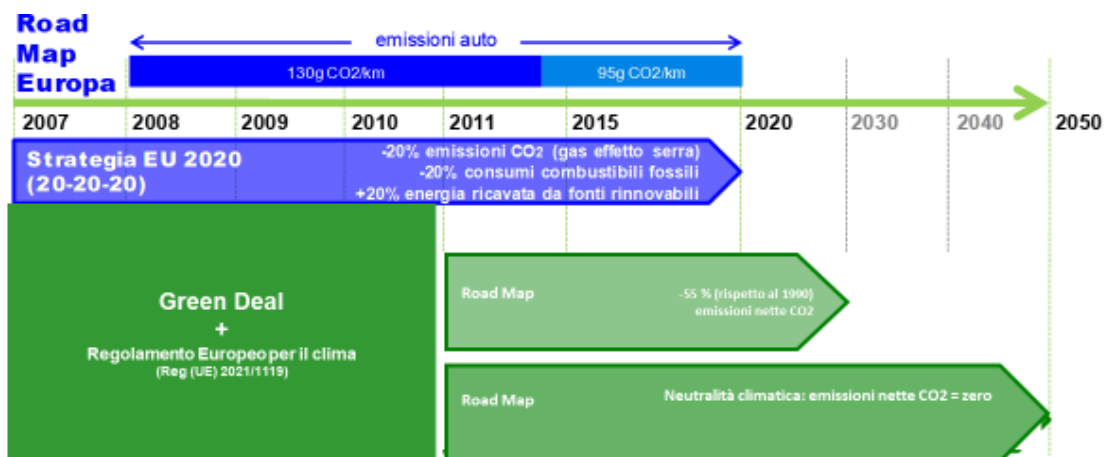 Road
Map
Europa
emissioni auto
130g CO2/km
95g CO2/km
2007
2008
2009
2010
2011
2015
2020
2030
2040
2050
Strategia EU 2020
(20-20-20)
-20% emissioni CO2 (gas effetto serra)
-20% consumi combustibili fossili
+20% energia ricavata da fonti rinnovabili
Green Deal
+
Regolamento Europeo per il clima
(Reg (UE) 2021/1119)
Road Map
-55 % (rispetto al 1990)
emissioni nette CO2
Road Map
Neutralità climatica: emissioni nette CO2 = zero